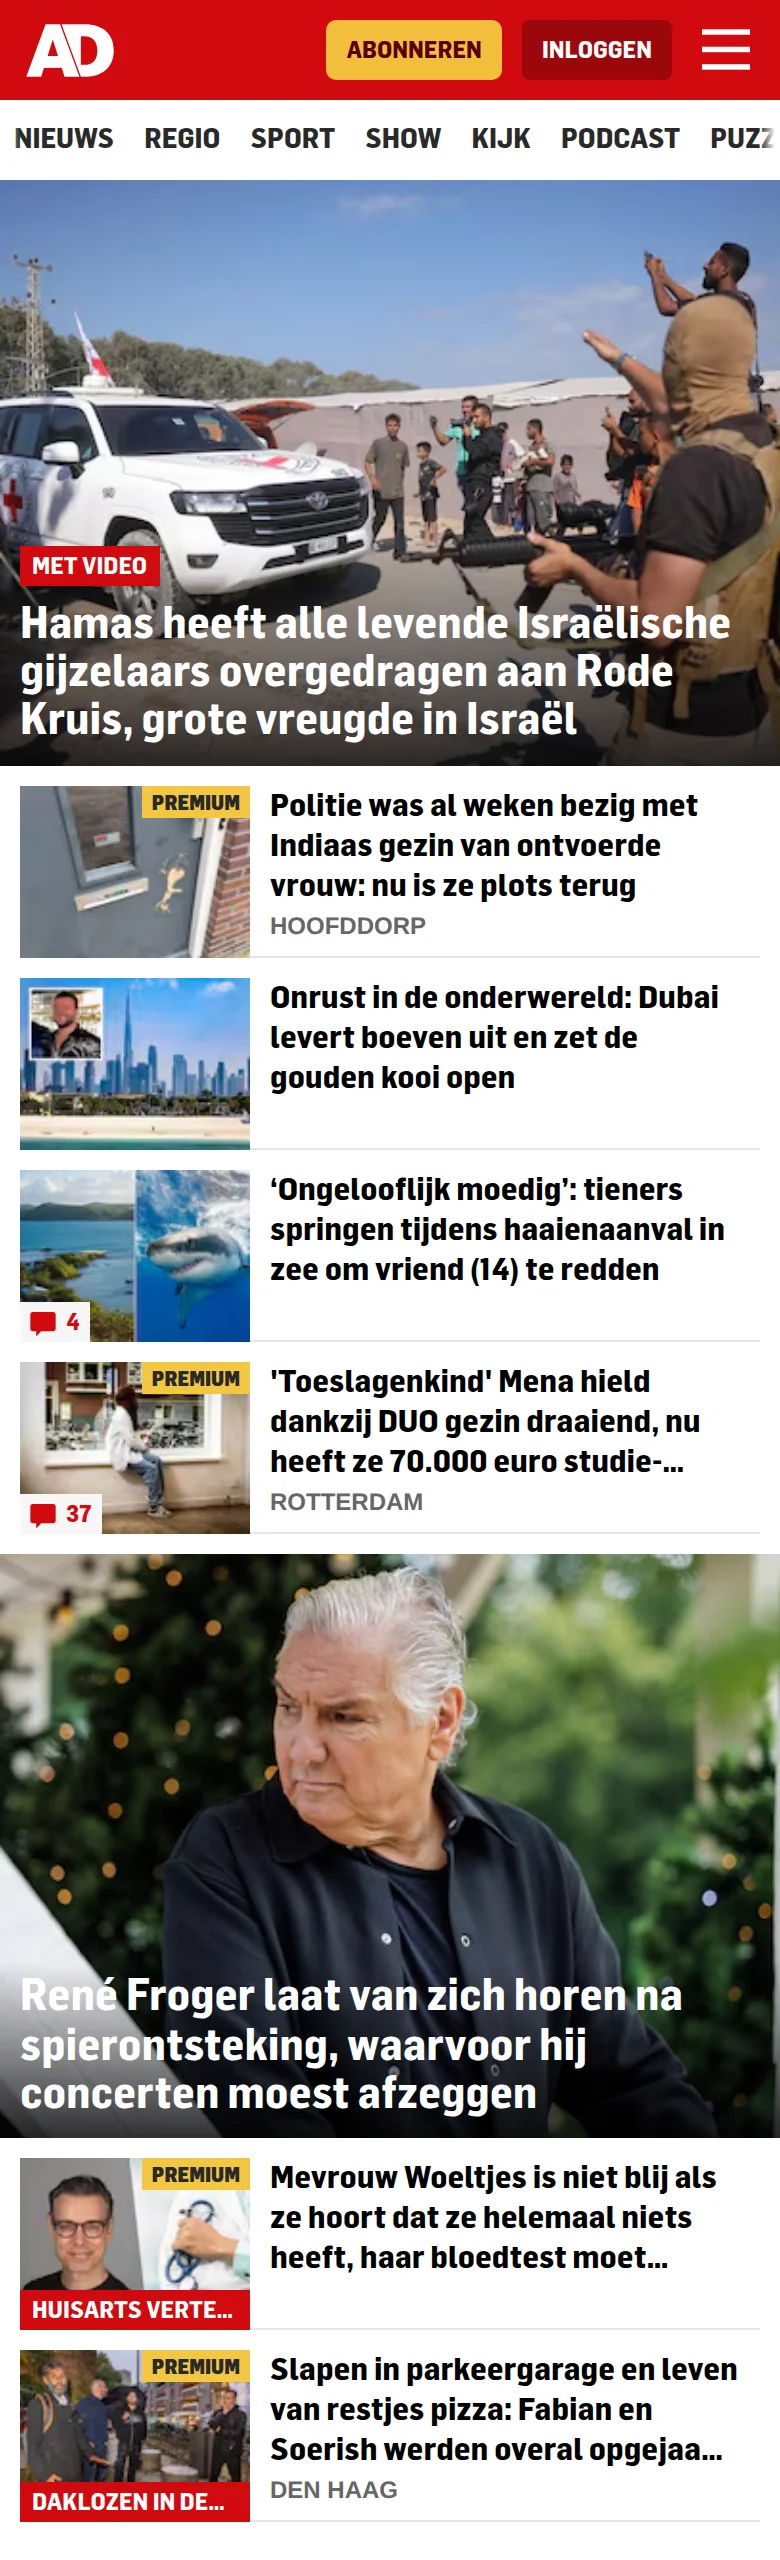 AD
ABONNEREN
INLOGGEN
NIEUWS REGIO SPORT SHOW KIJK PODCAST PUZZ
MET VIDEO
Hamas heeft alle levende Israëlische
gijzelaars overgedragen aan Rode
Kruis, grote vreugde in Israël
PREMIUM
Politie was al weken bezig met
Indiaas gezin van ontvoerde
vrouw: nu is ze plots terug
HOOFDDORP
Onrust in de onderwereld: Dubai
levert boeven uit en zet de
gouden kooi open
‘Ongelooflijk moedig’: tieners
springen tijdens haaienaanval in
zee om vriend (14) te redden
4
PREMIUM
'Toeslagenkind' Mena hield
dankzij DUO gezin draaiend, nu
heeft ze 70.000 euro studie-...
ROTTERDAM
37
René Froger laat van zich horen na
spierontsteking, waarvoor hij
concerten moest afzeggen
PREMIUM
Mevrouw Woeltjes is niet blij als
ze hoort dat ze helemaal niets
heeft, haar bloedtest moet...
HUISARTS VERTE...
PREMIUM
Slapen in parkeergarage en leven
van restjes pizza: Fabian en
Soerish werden overal opgejaa...
DEN HAAG
DAKLOZEN IN DE...